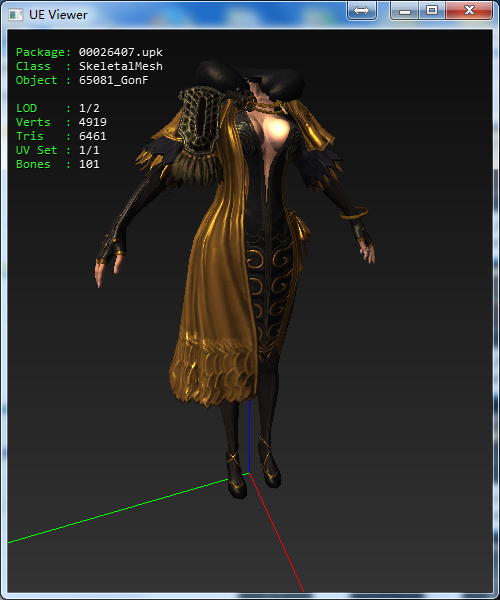 UE Viewer
Package: 00026407.upk
Class  : SkeletalMesh
Object : 65081_GonF
LOD    : 1/2
Verts  : 4919
Tris   : 6461
UV Set : 1/1
Bones  : 101